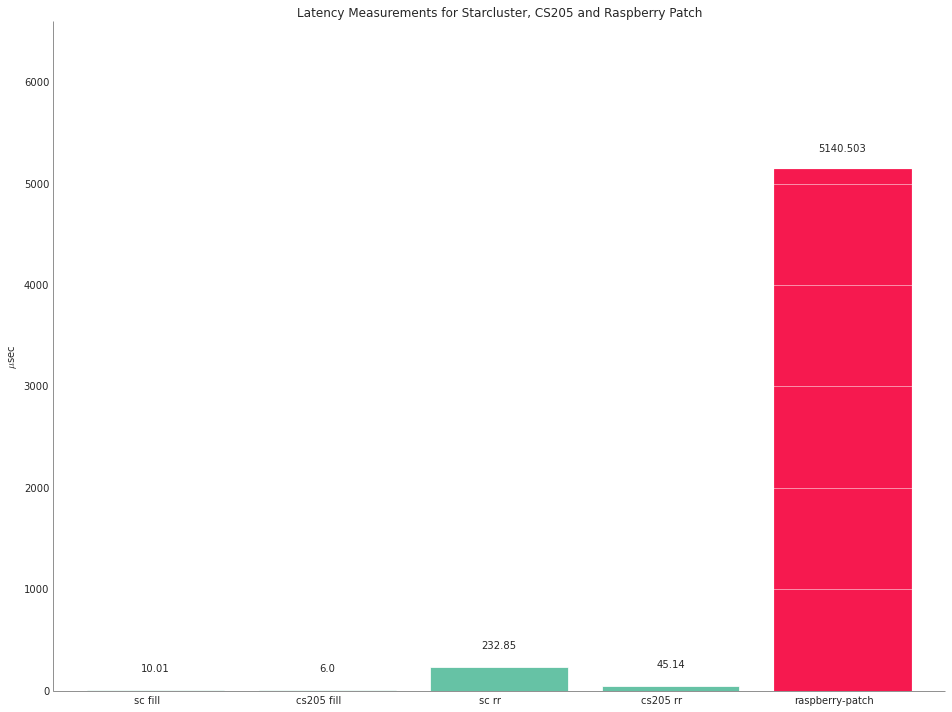 Latency Measurements for Starcluster, CS205 and Raspberry Patch
6000
5000
4000
3000
2000
1000
0
μsec
10.01
6.0
232.85
45.14
5140.503
sc fill
cs205 fill
sc rr
cs205 rr
raspberry-patch